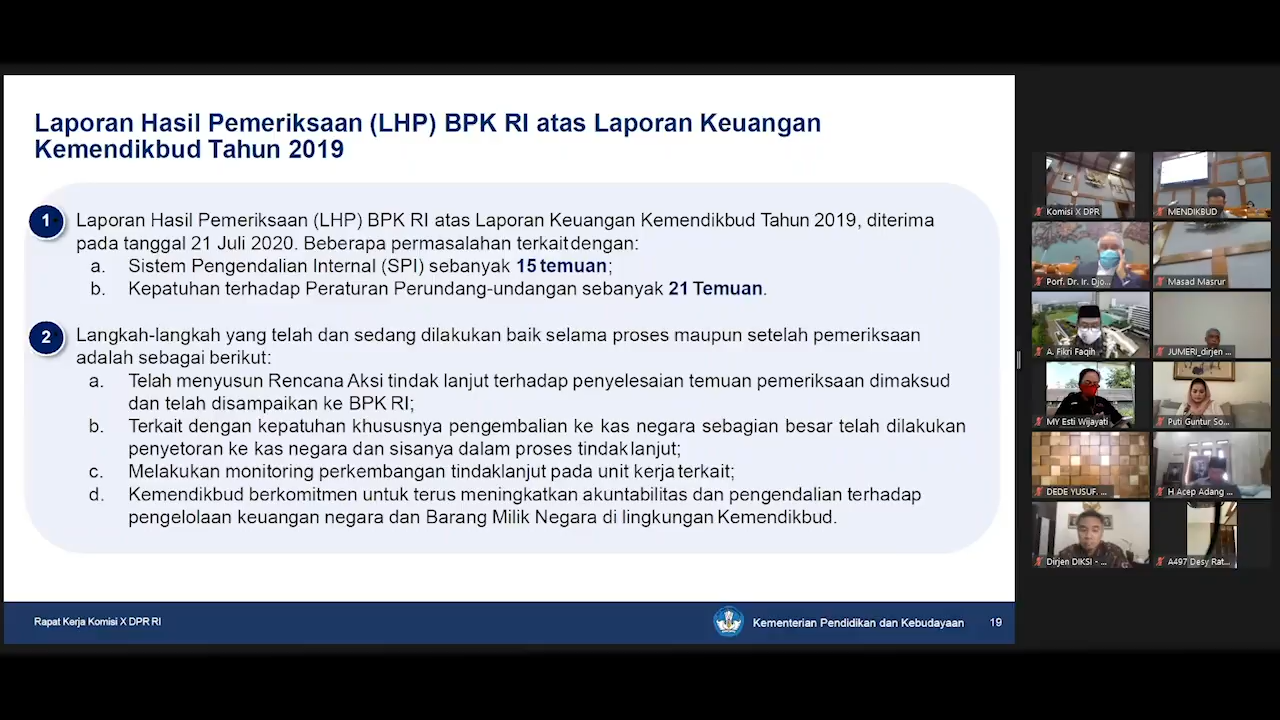 Laporan Hasil Pemeriksaan (LHP) BPK RI atas Laporan Keuangan
Kemendikbud Tahun 2019
1
Laporan Hasil Pemeriksaan (LHP) BPK RI atas Laporan Keuangan Kemendikbud Tahun 2019, diterima
pada tanggal 21 Juli 2020. Beberapa permasalahan terkait dengan:
a. Sistem Pengendalian Internal (SPI) sebanyak 15 temuan;
b. Kepatuhan terhadap Peraturan Perundang-undangan sebanyak 21 Temuan.
2
Langkah-langkah yang telah dan sedang dilakukan baik selama proses maupun setelah pemeriksaan
adalah sebagai berikut:
a. Telah menyusun Rencana Aksi tindak lanjut terhadap penyelesaian temuan pemeriksaan dimaksud
dan telah disampaikan ke BPK RI;
b. Terkait dengan kepatuhan khususnya pengembalian ke kas negara sebagian besar telah dilakukan
penyetoran ke kas negara dan sisanya dalam proses tindak lanjut;
c. Melakukan monitoring perkembangan tindaklanjut pada unit kerja terkait;
d. Kemendikbud berkomitmen untuk terus meningkatkan akuntabilitas dan pengendalian terhadap
pengelolaan keuangan negara dan Barang Milik Negara di lingkungan Kemendikbud.
Rapat Kerja Komisi X DPR RI
Kementerian Pendidikan dan Kebudayaan
19
Komisi X DPR
MENDIKBUD
Porf. Dr. Ir. Djo...
Masad Masrur
A. Fikri Faqih
JUMERI_dirjen ...
MY Esti Wijayati
Puti Guntur So...
DEDE YUSUF. ...
H Acep Adang ...
Dirjen DIKSI - ...
A497 Desy Rat...